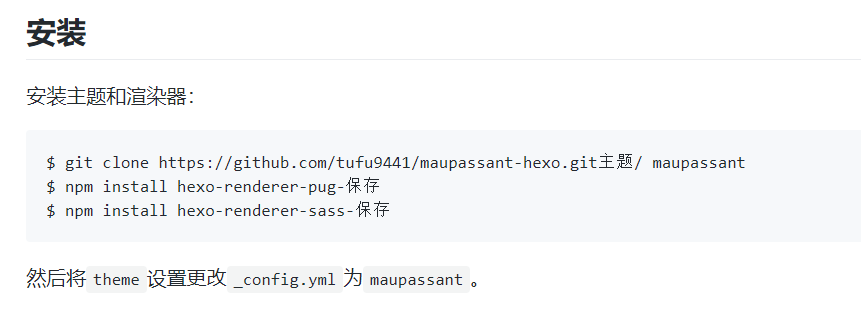 安装
安装主题和渲染器：
$ git clone https://github.com/tufu9441/maupassant-hexo.git主题/ maupassant
$ npm install hexo-renderer-pug-保存
$ npm install hexo-renderer-sass-保存
然后将 theme 设置更改 _config.yml 为 maupassant 。